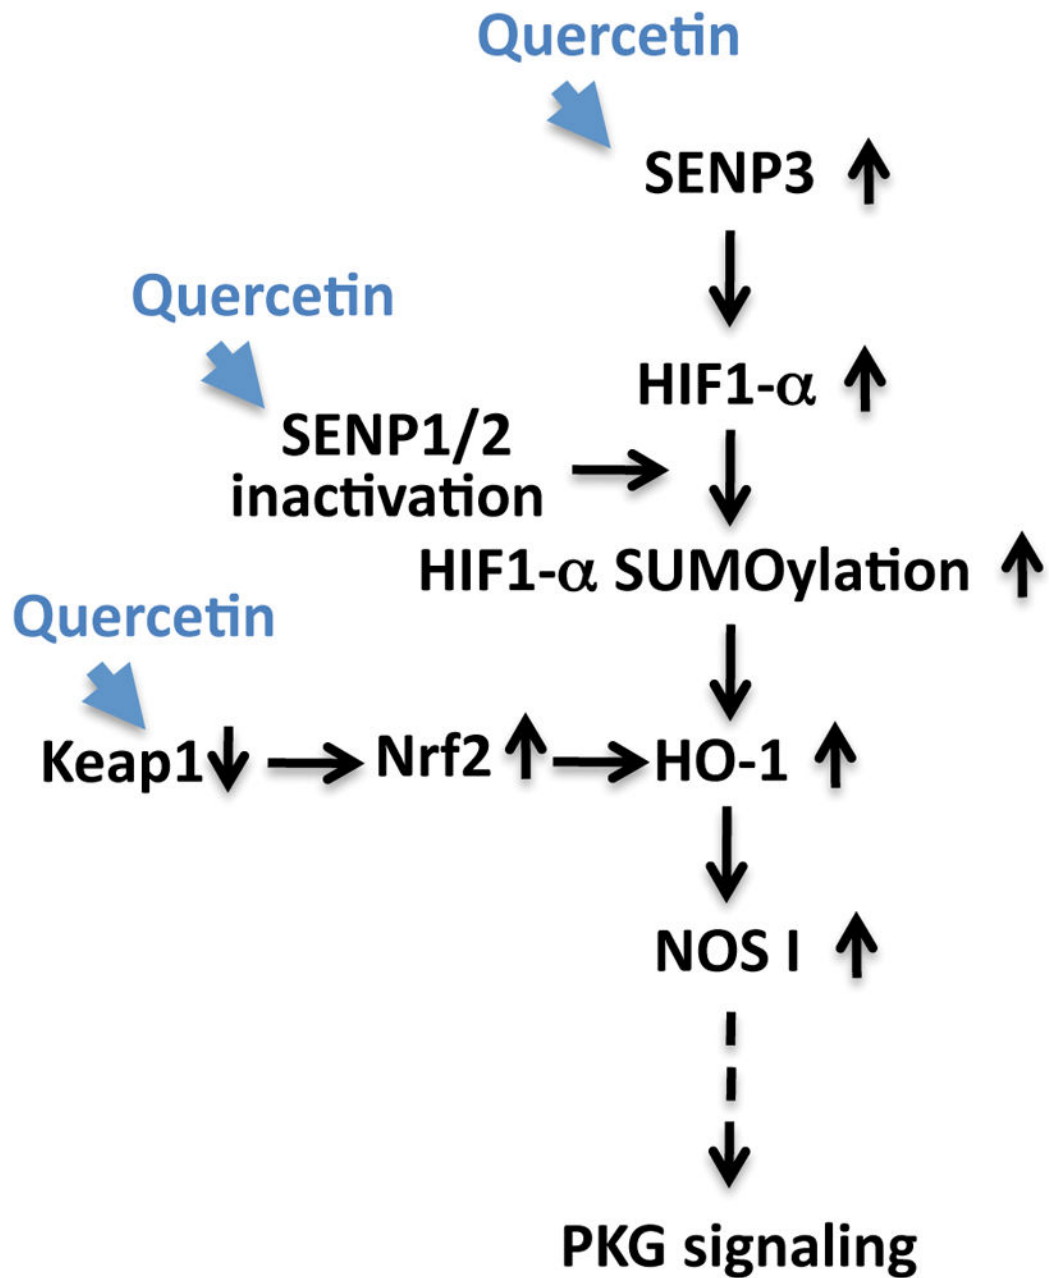 Quercetin
SENP3 ↑
Quercetin
HIF1-α ↑
SENP1/2
inactivation
HIF1-α SUMOylation ↑
Quercetin
Keap1 ↓ → Nrf2 ↑ → HO-1 ↑
NOS I ↑
PKG signaling